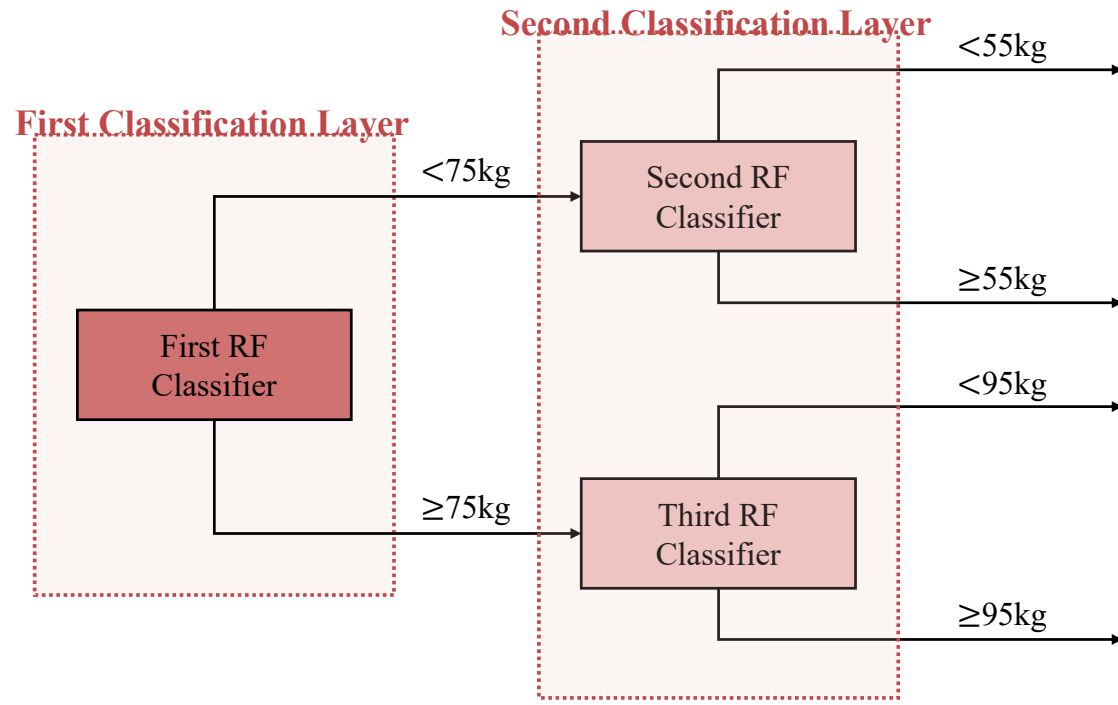 First Classification Layer
First RF
Classifier
<75kg
≥75kg
Second Classification Layer
Second RF
Classifier
Third RF
Classifier
<55kg
≥55kg
<95kg
≥95kg